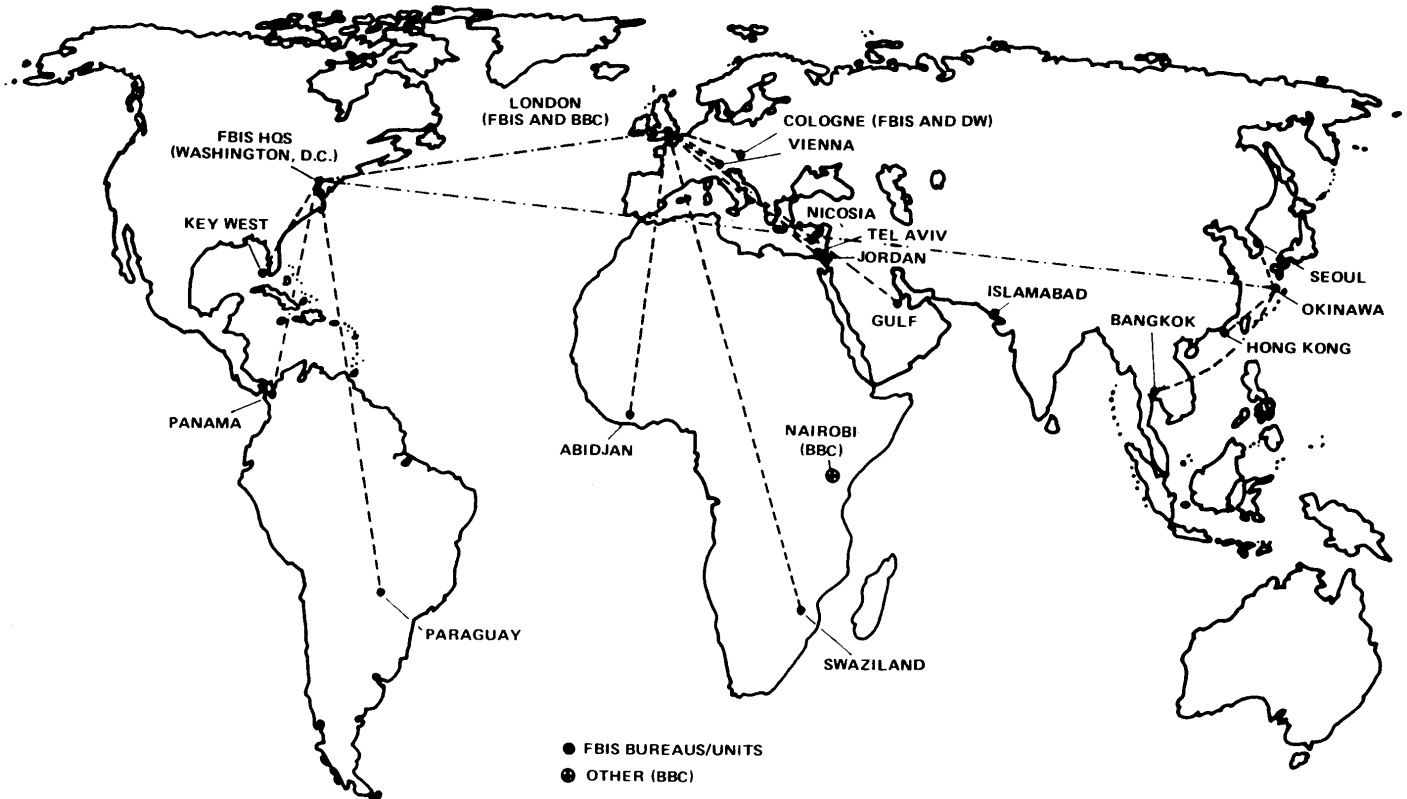 LONDON
(FBIS AND BBC)
COLOGNE (FBIS AND DW)
VIENNA
FBIS HQS
(WASHINGTON, D.C.)
KEY WEST
NICOSIA
TEL AVIV
JORDAN
SEOUL
ISLAMABAD
OKINAWA
GULF
BANGKOK
HONG KONG
PANAMA
ABIDJAN
NAIROBI
(BBC)
PARAGUAY
SWAZILAND
FBIS BUREAUS/UNITS
OTHER (BBC)